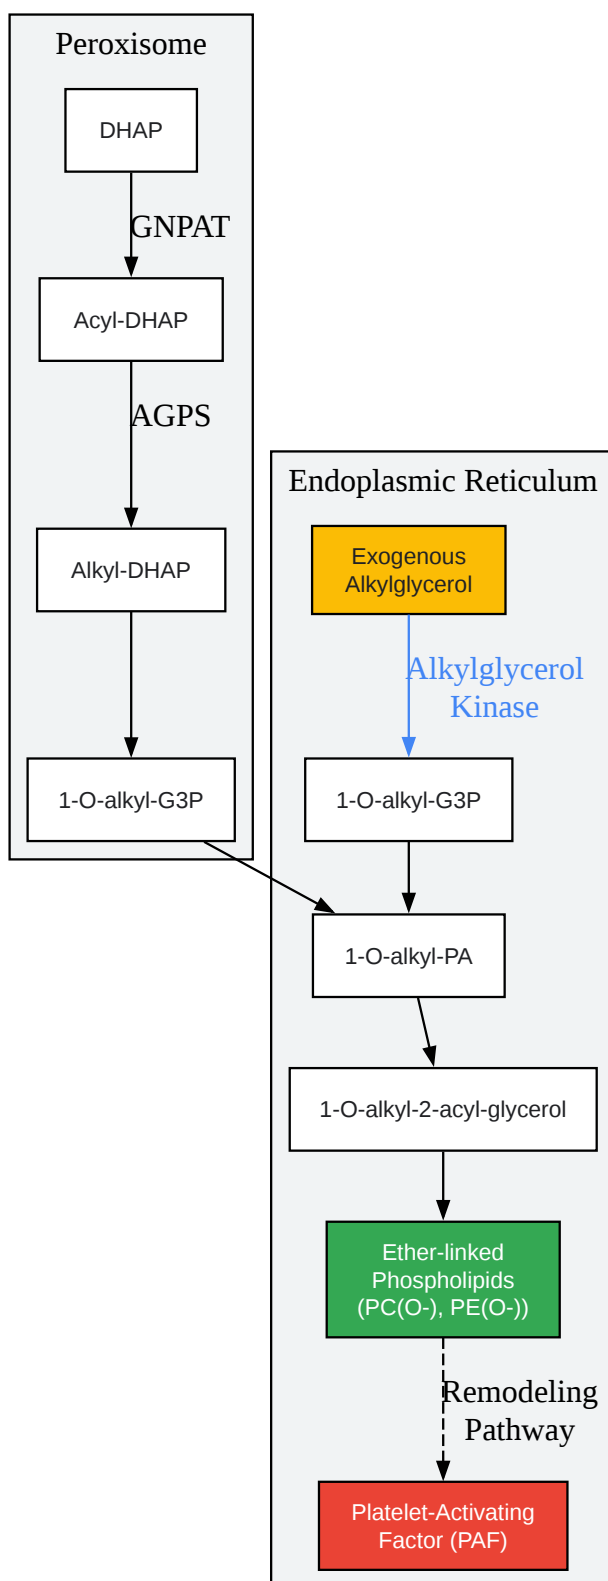 Peroxisome
DHAP
GNPAT
Acyl-DHAP
AGPS
Alkyl-DHAP
1-O-alkyl-G3P
Endoplasmic Reticulum
Exogenous
Alkylglycerol
Alkylglycerol
Kinase
1-O-alkyl-G3P
1-O-alkyl-PA
1-O-alkyl-2-acyl-glycerol
Ether-linked
Phospholipids
(PC(O-), PE(O-))
Remodeling
Pathway
Platelet-Activating
Factor (PAF)